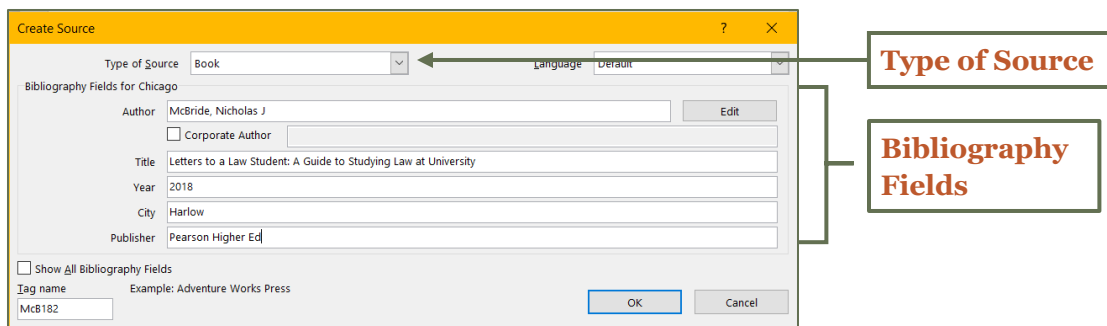 Create Source ? ×
Type of Source Book Language Default
Type of Source
Bibliography Fields for Chicago
Author McBride, Nicholas J Edit
Corporate Author
Title Letters to a Law Student: A Guide to Studying Law at University
Bibliography
Fields
Year 2018
City Harlow
Publisher Pearson Higher Ed
Show All Bibliography Fields
Tag name Example: Adventure Works Press
McB182 OK Cancel